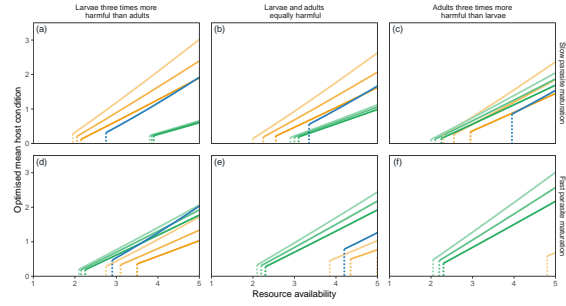 Larvae three times more
harmful than adults
Larvae and adults
equally harmful
Adults three times more
harmful than larvae
(a)
(b)
(c)
3
2
1
0
Slow parasite maturation
Optimised mean host condition
(d)
(e)
(f)
3
2
1
0
Fast parasite maturation
1 2 3 4 5 1 2 3 4 5 1 2 3 4 5
Resource availability